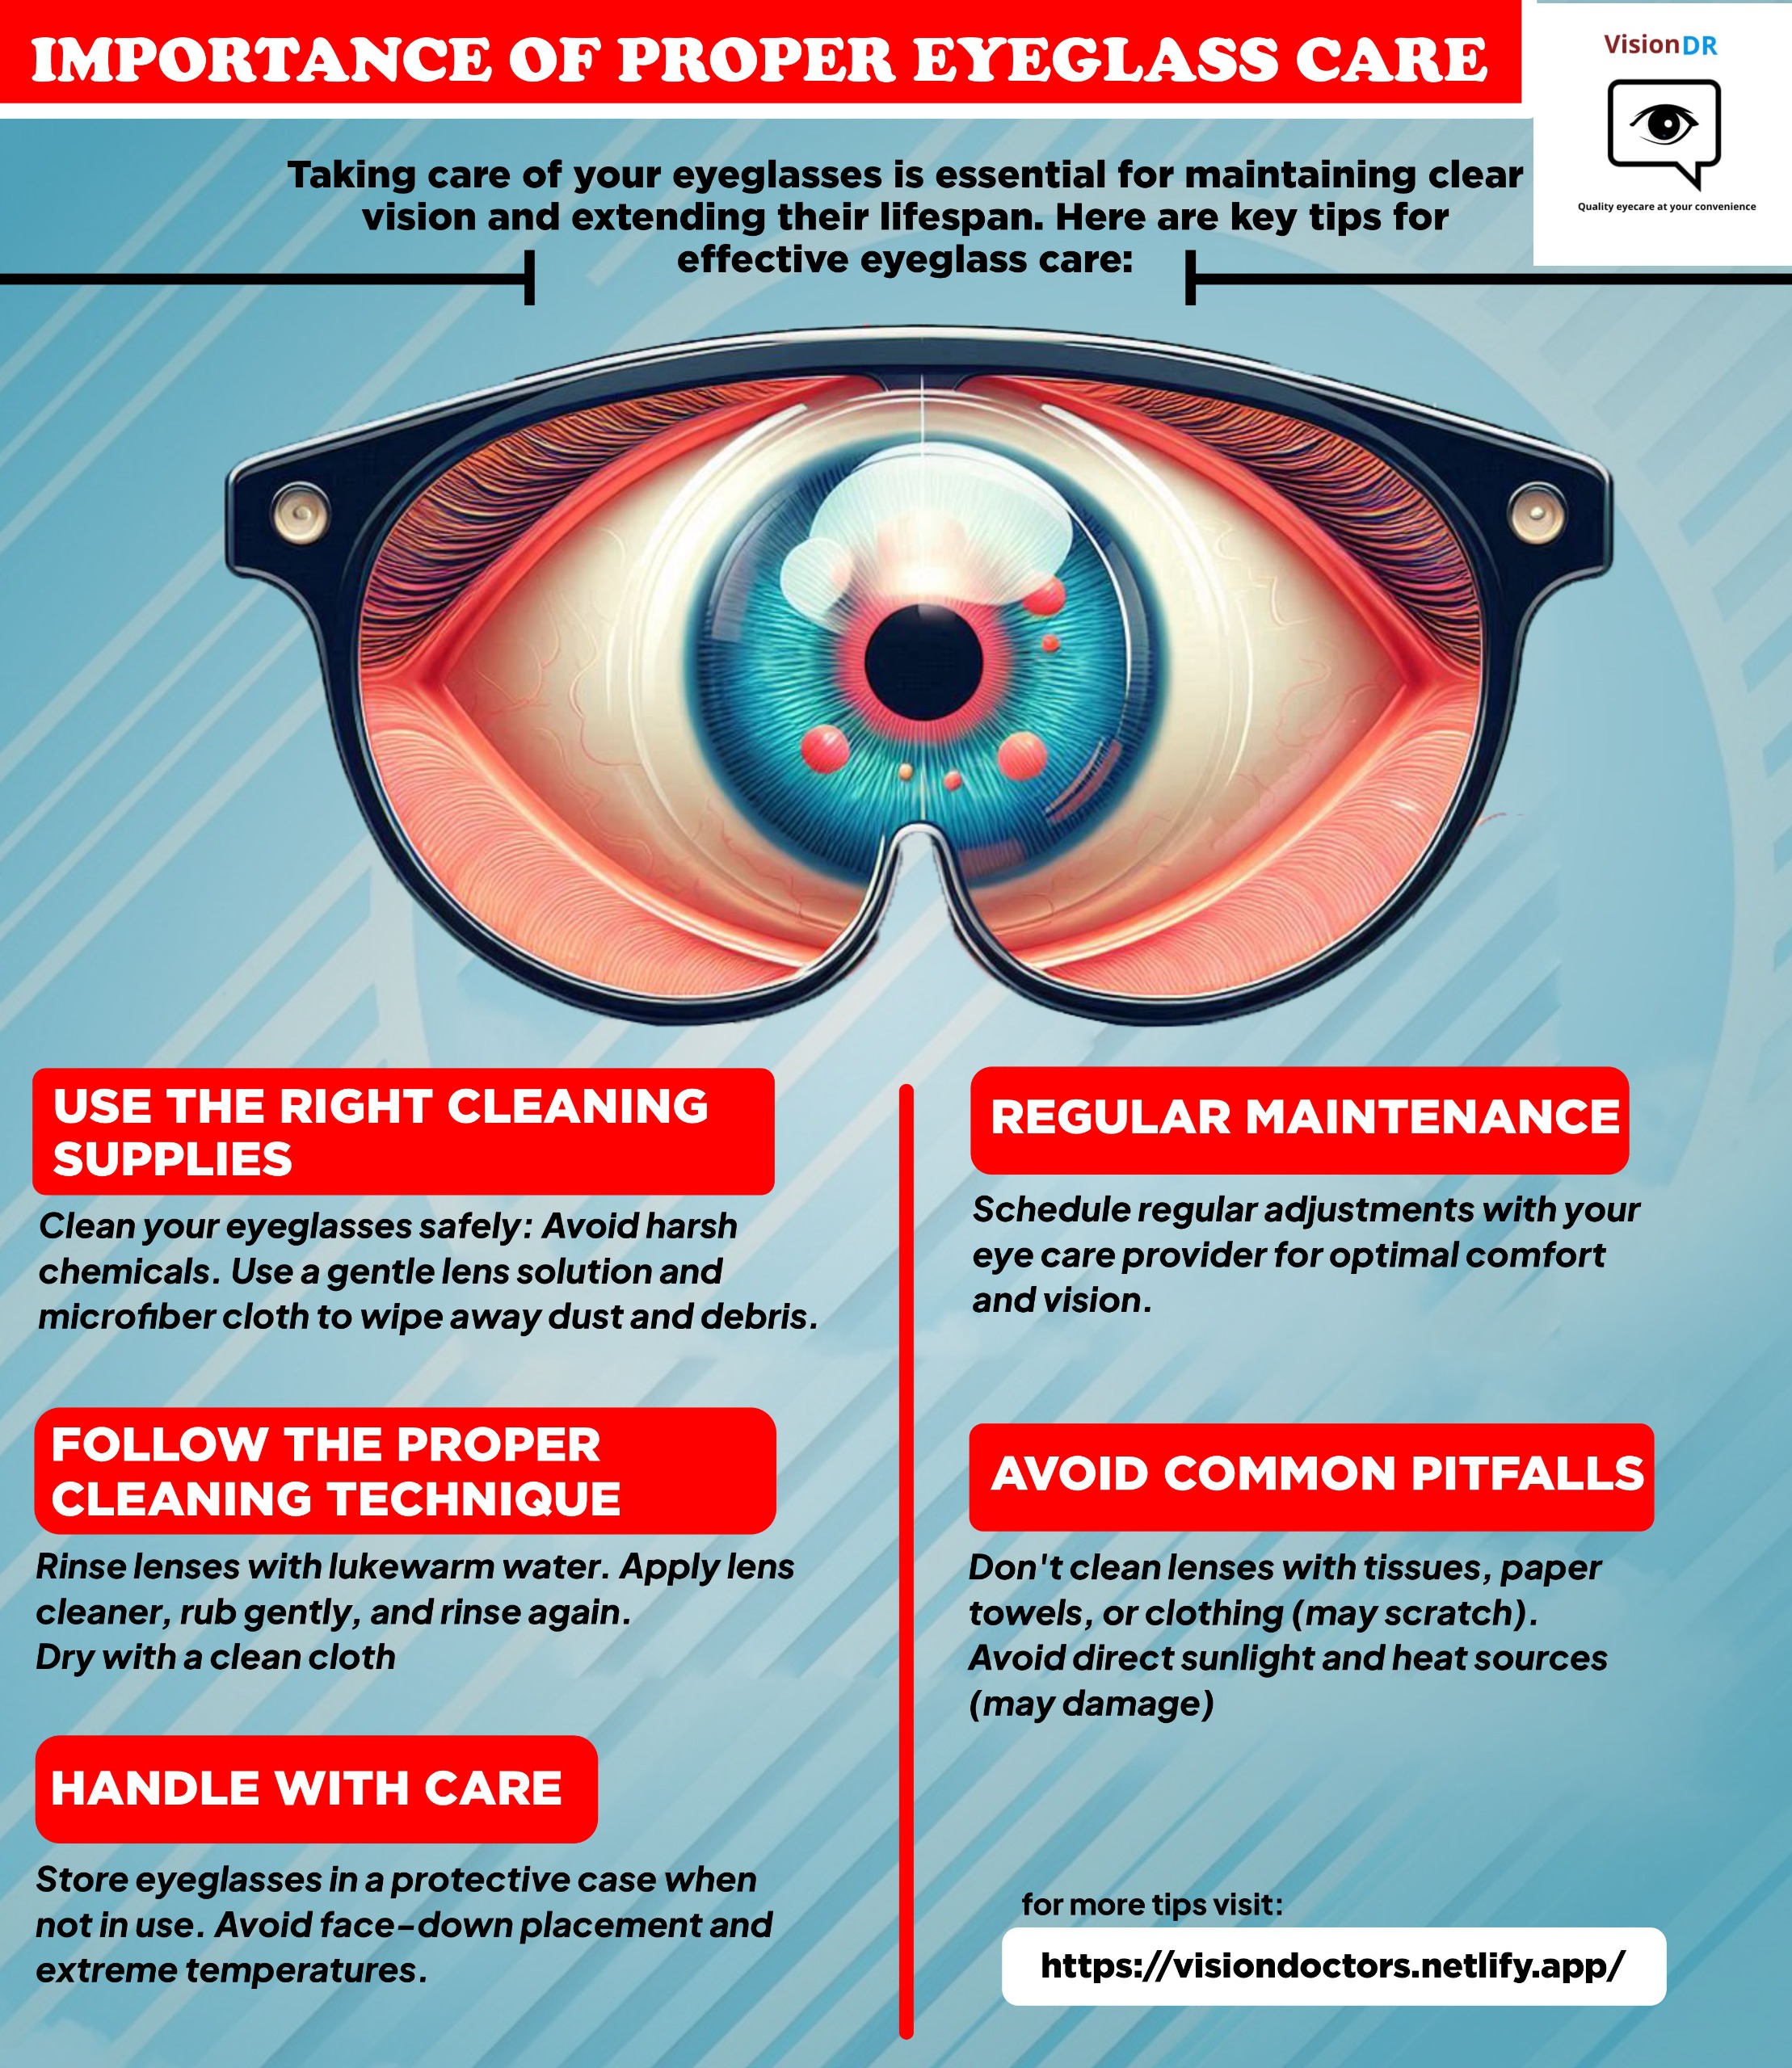 IMPORTANCE OF PROPER EYEGLASS CARE
VisionDR
Quality eyecare at your convenience
Taking care of your eyeglasses is essential for maintaining clear
vision and extending their lifespan. Here are key tips for
effective eyeglass care:
USE THE RIGHT CLEANING
SUPPLIES
Clean your eyeglasses safely: Avoid harsh
chemicals. Use a gentle lens solution and
microfiber cloth to wipe away dust and debris.
FOLLOW THE PROPER
CLEANING TECHNIQUE
Rinse lenses with lukewarm water. Apply lens
cleaner, rub gently, and rinse again.
Dry with a clean cloth
HANDLE WITH CARE
Store eyeglasses in a protective case when
not in use. Avoid face-down placement and
extreme temperatures.
REGULAR MAINTENANCE
Schedule regular adjustments with your
eye care provider for optimal comfort
and vision.
AVOID COMMON PITFALLS
Don't clean lenses with tissues, paper
towels, or clothing (may scratch).
Avoid direct sunlight and heat sources
(may damage)
for more tips visit:
https://visiondoctors.netlify.app/